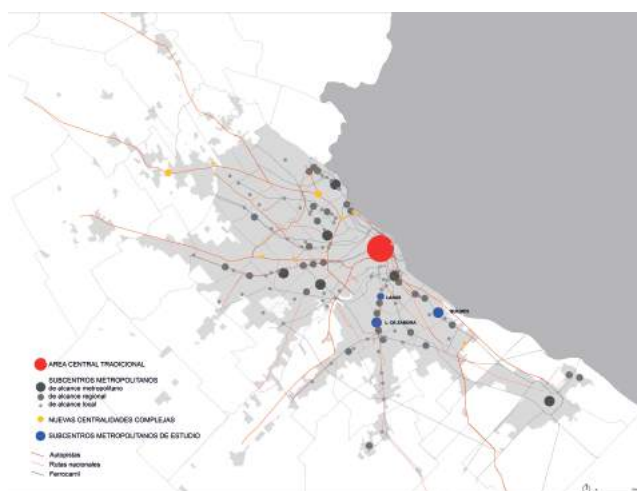 LANUS
QUILMES
L. DE ZAMORA
AREA CENTRAL TRADICIONAL
SUBCENTROS METROPOLITANOS
de alcance metropolitano
de alcance regional
de alcance local
NUEVAS CENTRALIDADES COMPLEJAS
SUBCENTROS METROPOLITANOS DE ESTUDIO
Autopistas
Rutas nacionales
Ferrocarril